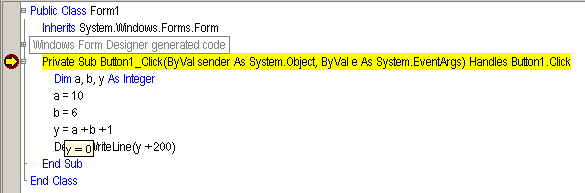 Public Class Form1
Inherits System.Windows.Forms.Form
Windows Form Designer generated code
Private Sub Button1_Click(ByVal sender As System.Object, ByVal e As System.EventArgs) Handles Button1.Click
Dim a, b, y As Integer
a = 10
b = 6
y = a + b + 1
De WriteLine(y + 200)
y = 0
End Sub
End Class